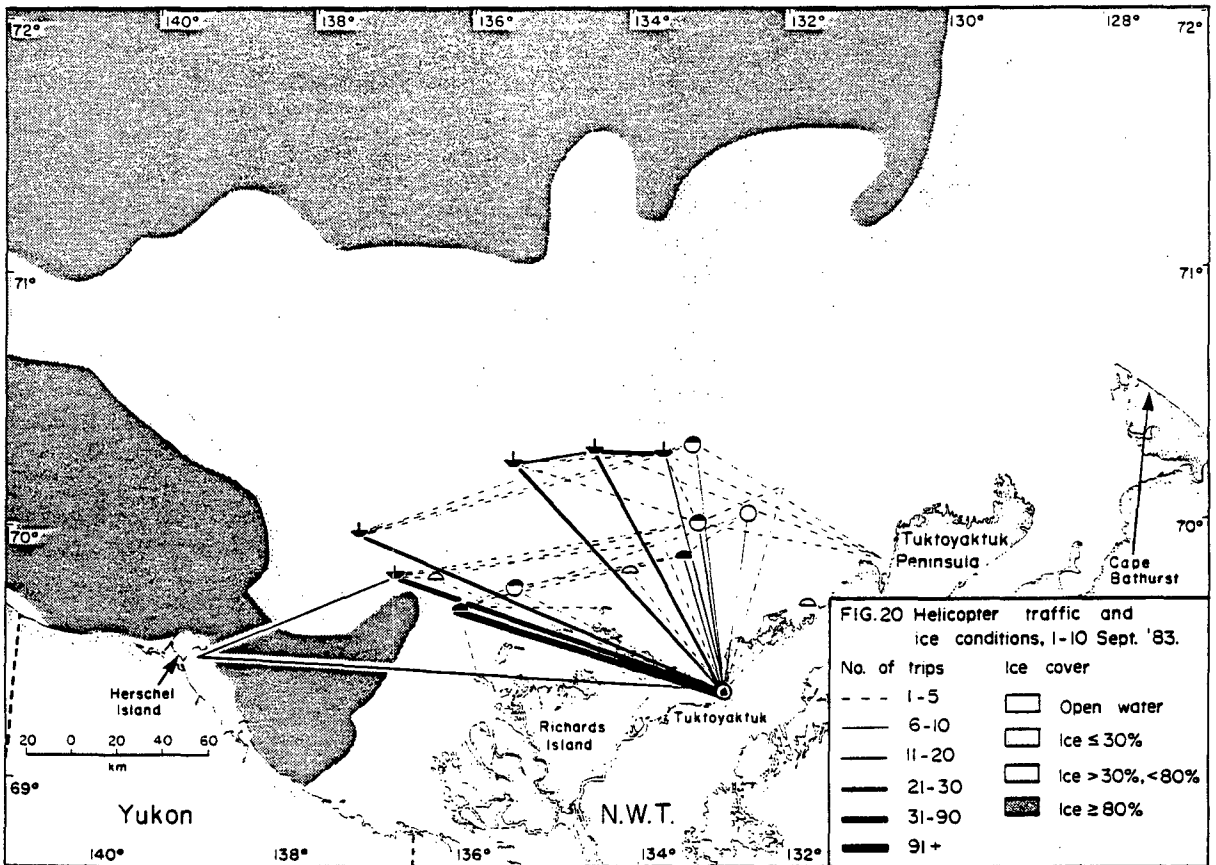 72°
140°
138°
136°
134°
132°
130°
128°
72°
71°
71°
70°
70°
Tuktoyaktuk
Peninsula
Cape
Bathurst
Herschel
Island
20 0 20 40 60
km
Richards
Island
Tuktoyaktuk
69°
Yukon
N.W.T.
140°
138°
136°
134°
132°
FIG.20 Helicopter traffic and
ice conditions, 1-10 Sept. '83.
No. of trips
1-5
6-10
11-20
21-30
31-90
91+
Ice cover
Open water
Ice ≤30%
Ice >30%, <80%
Ice ≥80%